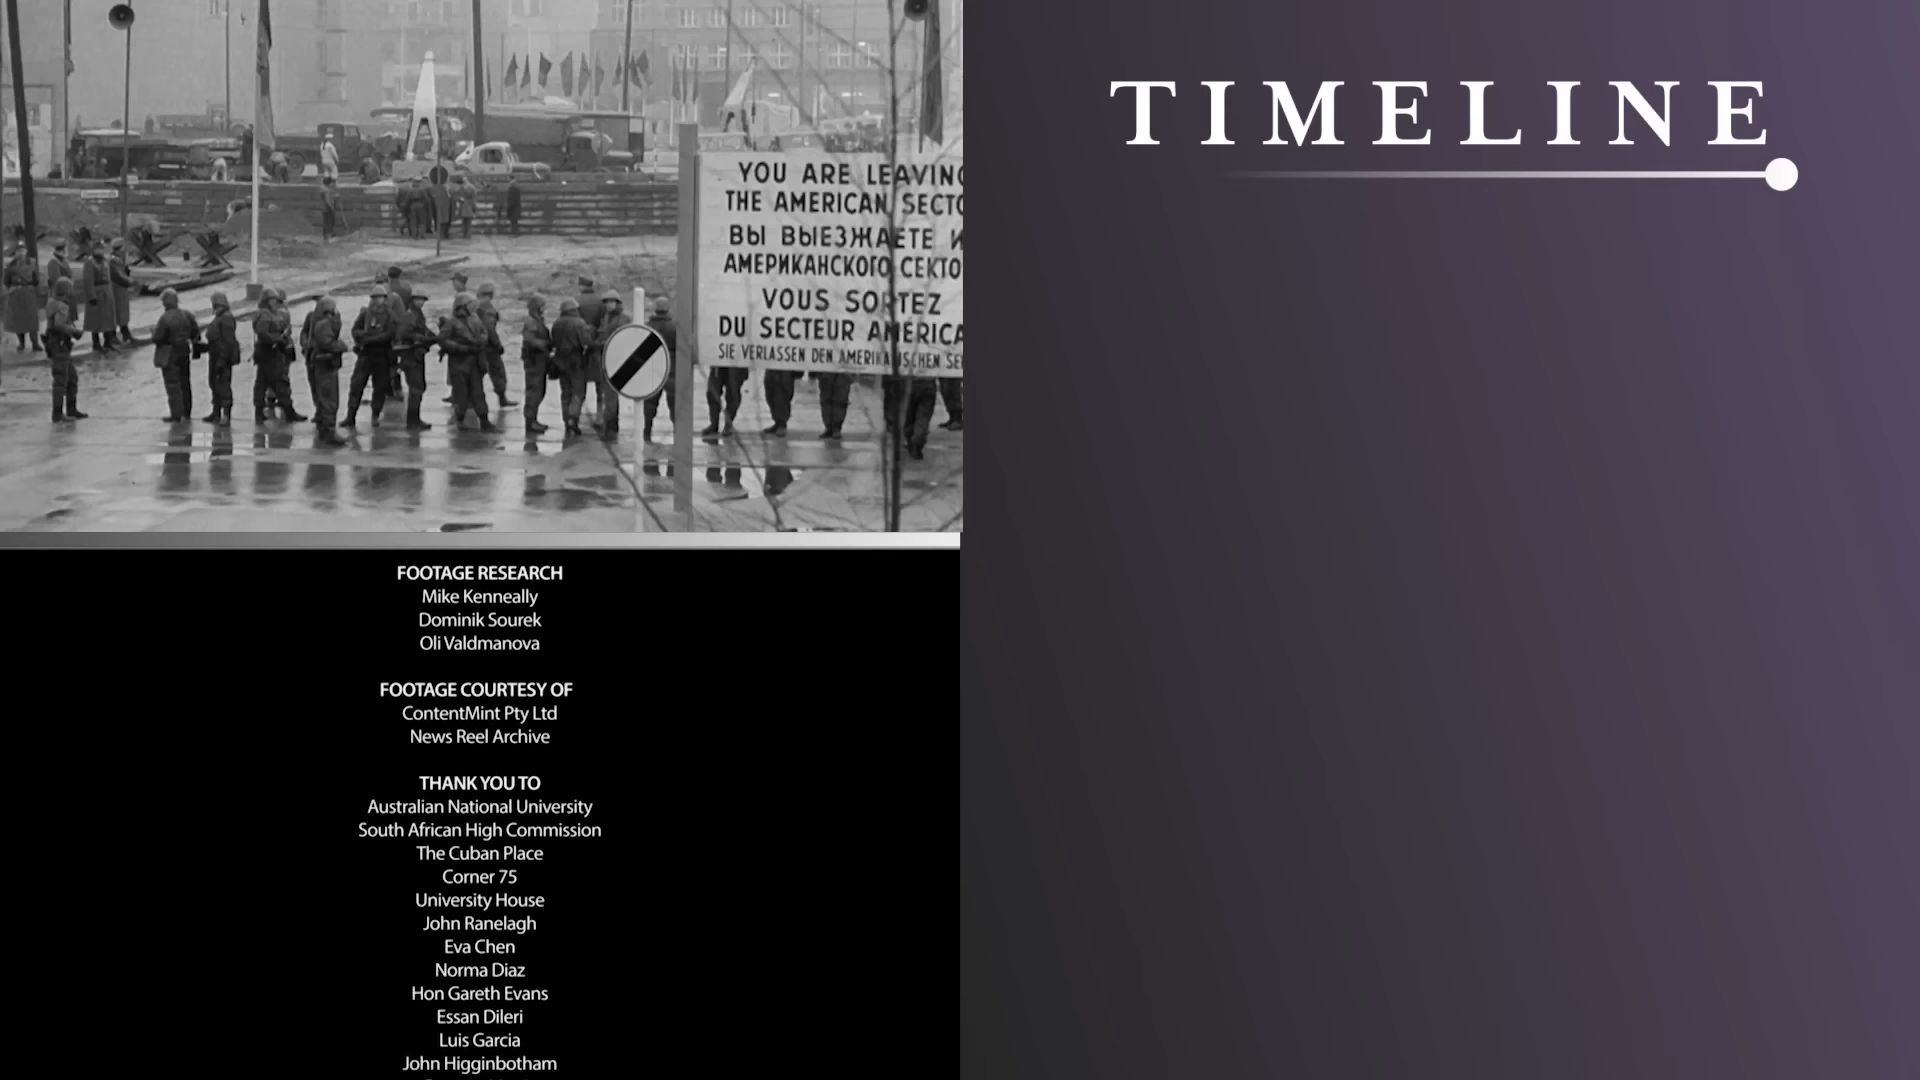 YOU ARE LEAVING
THE AMERICAN SECTO
ВЫ ВЫЕЗЖАЕТЕ И
АМЕРИКАНСКОГО СЕКТО
VOUS SORTEZ
DU SECTEUR AMÉRICA
SIE VERLASSEN DEN AMERIKANISCHEN SE
TIMELINE
FOOTAGE RESEARCH
Mike Kenneally
Dominik Sourek
Oli Valdmanova
FOOTAGE COURTESY OF
ContentMint Pty Ltd
News Reel Archive
THANK YOU TO
Australian National University
South African High Commission
The Cuban Place
Corner 75
University House
John Ranelagh
Eva Chen
Norma Diaz
Hon Gareth Evans
Essan Dileri
Luis Garcia
John Higginbotham